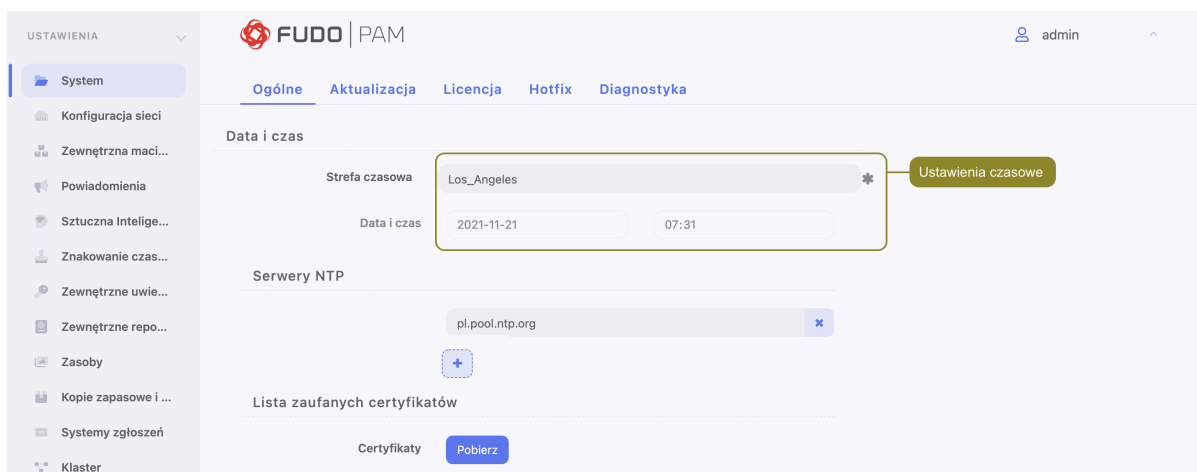 USTAWIENIA
FUDO PAM
admin
System
Ogólne Aktualizacja Licencja Hotfix Diagnostyka
Konfiguracja sieci
Data i czas
Zewnętrzna maci...
Strefa czasowa Los_Angeles
Ustawienia czasowe
Powiadomienia
Sztuczna Intelige...
Data i czas 2021-11-21 07:31
Znakowanie czas...
Serwery NTP
Zewnętrzne uwie...
Zewnętrzne repo...
pl.pool.ntp.org
Zasoby
Kopie zapasowe i ...
Lista zaufanych certyfikatów
Systemy zgłoszeń
Certyfikaty Pobierz
Klaster